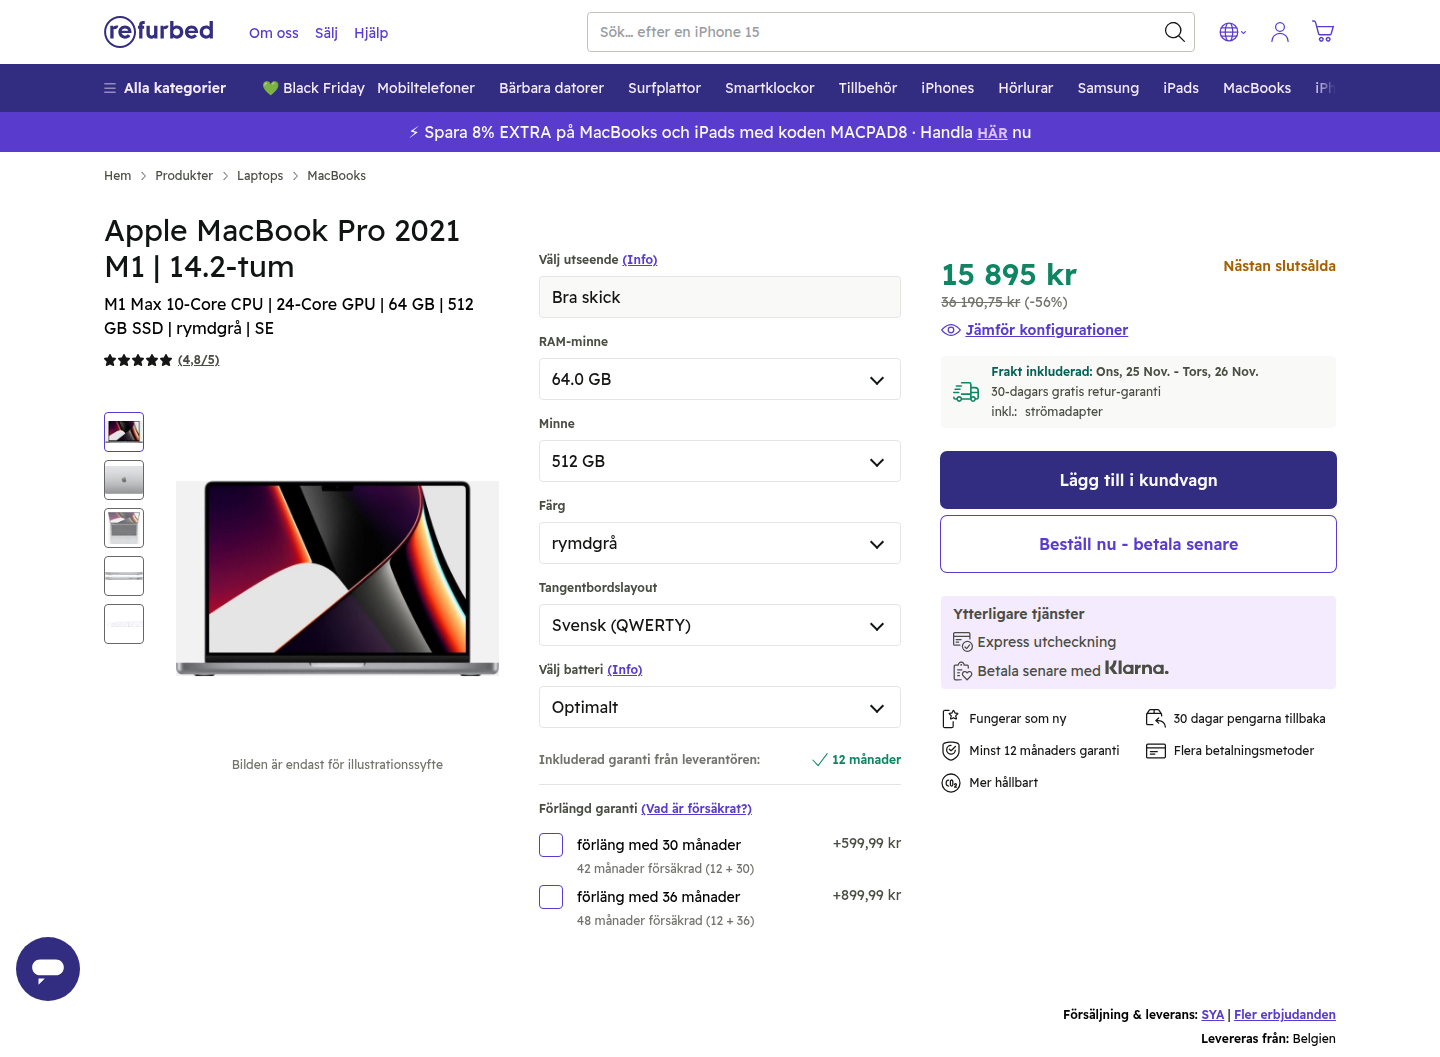 refurbed
Om oss Sälj Hjälp
Sök... efter en iPhone 15
Alla kategorier
💚 Black Friday Mobiltelefoner Bärbara datorer Surfplattor Smartklockor Tillbehör iPhones Hörlurar Samsung iPads MacBooks iPh
⚡ Spara 8% EXTRA på MacBooks och iPads med koden MACPAD8 · Handla HÄR nu
Hem > Produkter > Laptops > MacBooks
Apple MacBook Pro 2021
M1 | 14.2-tum
M1 Max 10-Core CPU | 24-Core GPU | 64 GB | 512
GB SSD | rymdgrå | SE
(4,8/5)
Bilden är endast för illustrationssyfte
Välj utseende (Info)
Bra skick
RAM-minne
64.0 GB
Minne
512 GB
Färg
rymdgrå
Tangentbordslayout
Svensk (QWERTY)
Välj batteri (Info)
Optimalt
Inkluderad garanti från leverantören: 12 månader
Förlängd garanti (Vad är försäkrat?)
förläng med 30 månader +599,99 kr
42 månader försäkrad (12 + 30)
förläng med 36 månader +899,99 kr
48 månader försäkrad (12 + 36)
15 895 kr
Nästan slutsålda
36 190,75 kr (-56%)
Jämför konfigurationer
Frakt inkluderad: Ons, 25 Nov. - Tors, 26 Nov.
30-dagars gratis retur-garanti
inkl.: strömadapter
Lägg till i kundvagn
Beställ nu - betala senare
Ytterligare tjänster
Express utcheckning
Betala senare med Klarna.
Fungerar som ny
30 dagar pengarna tillbaka
Minst 12 månaders garanti
Flera betalningsmetoder
Mer hållbart
Försäljning & leverans: SYA | Fler erbjudanden
Levereras från: Belgien